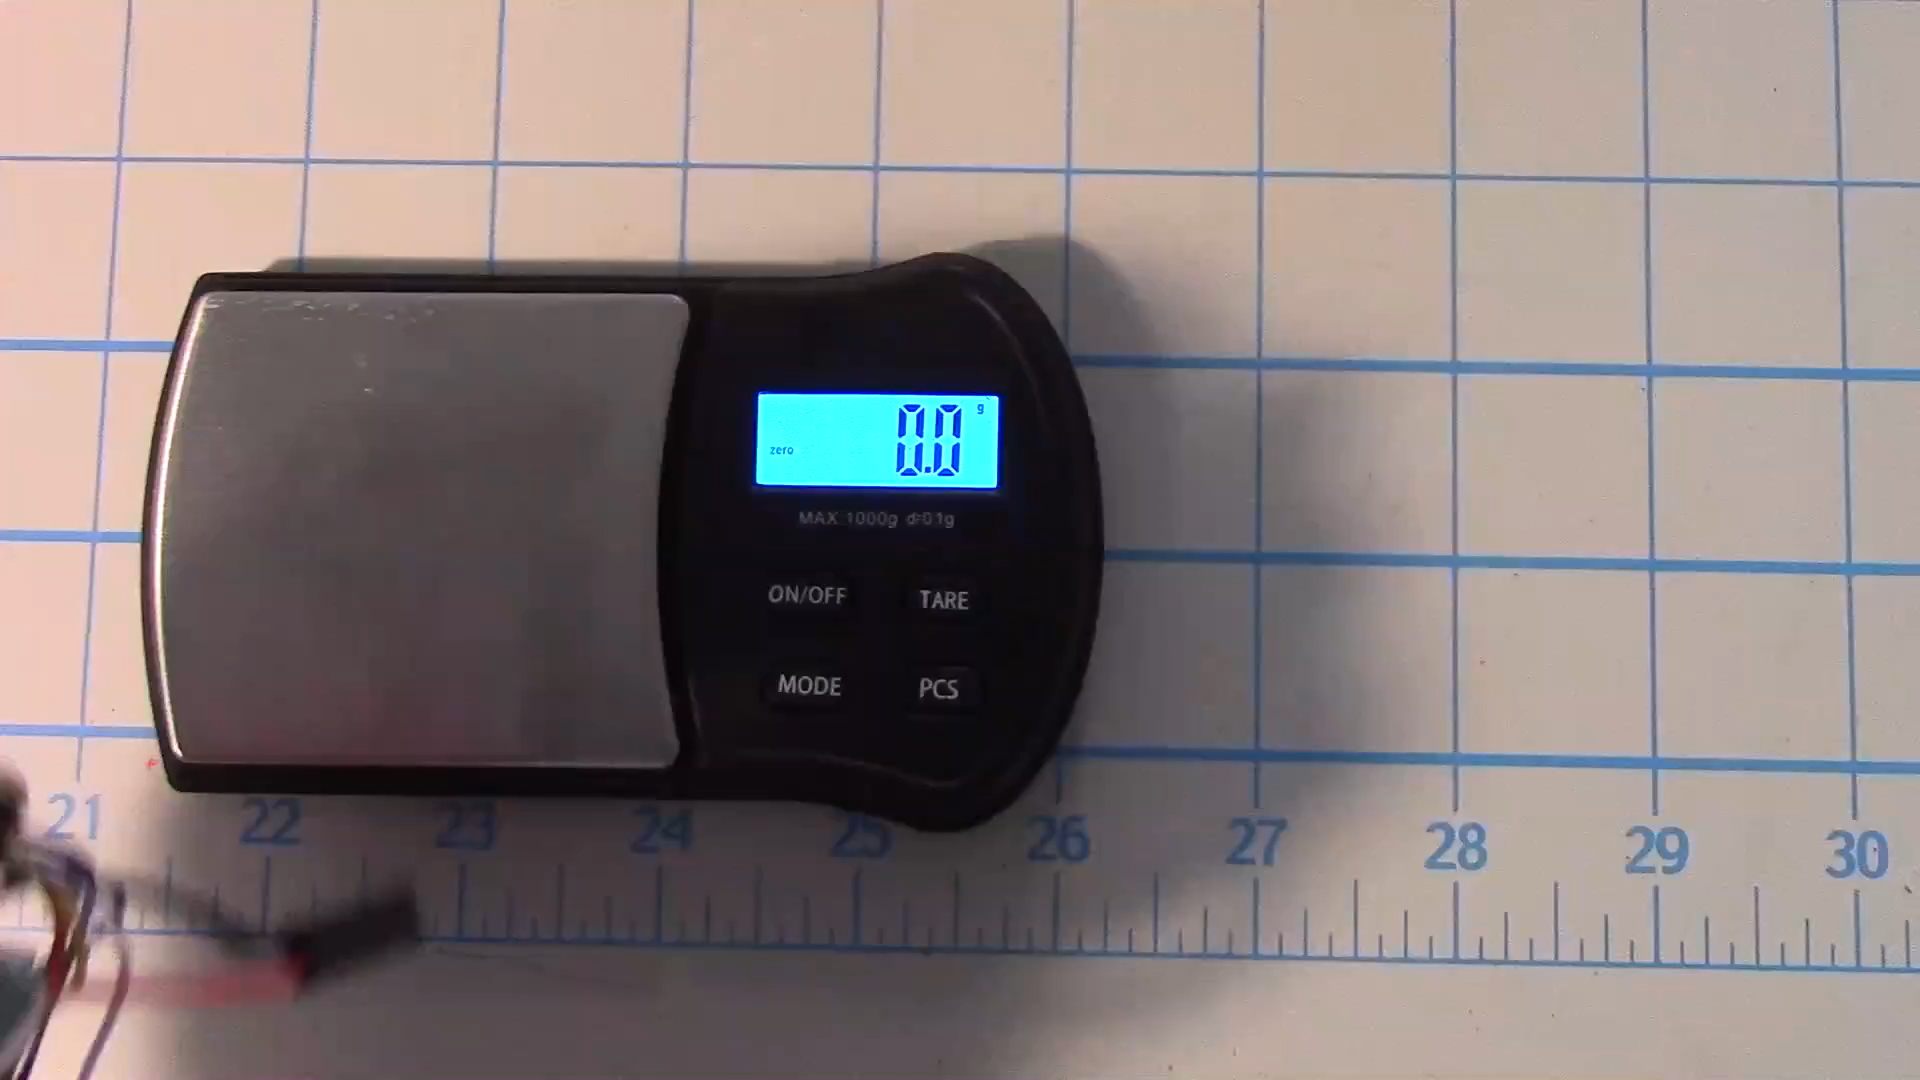 0.0 g
zero
MAX 1000g d=0.1g
ON/OFF TARE
MODE PCS
21 22 23 24 25 26 27 28 29 30